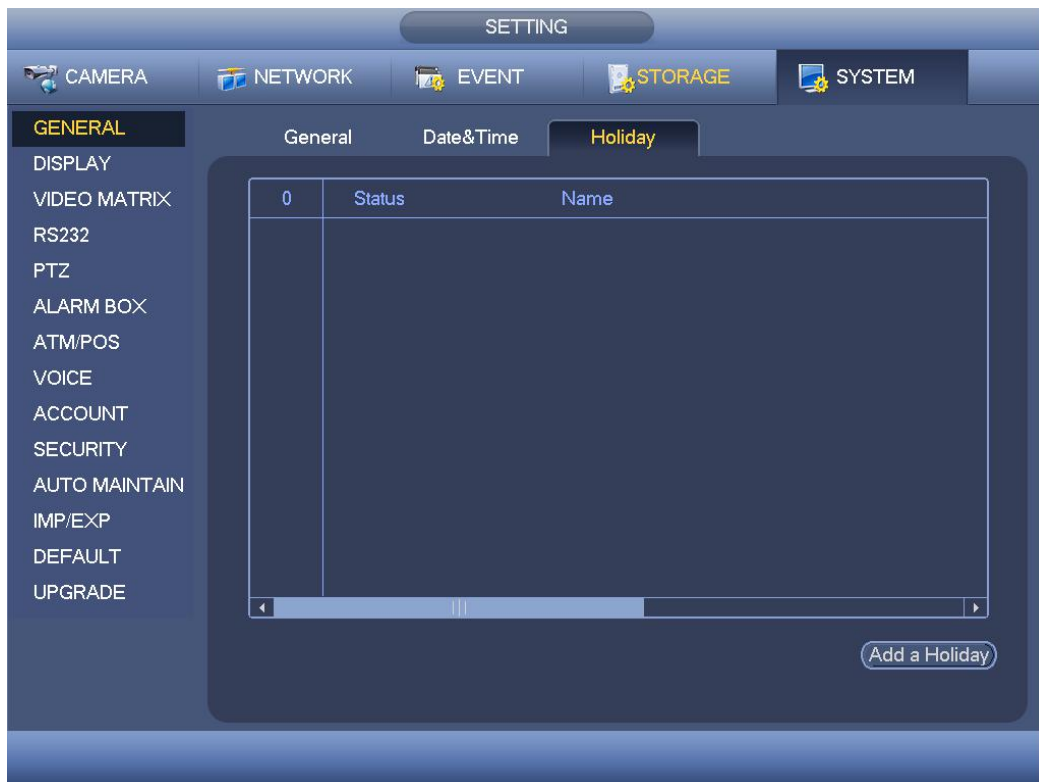 SETTING
CAMERA NETWORK EVENT STORAGE SYSTEM
GENERAL
DISPLAY
VIDEO MATRIX
RS232
PTZ
ALARM BOX
ATM/POS
VOICE
ACCOUNT
SECURITY
AUTO MAINTAIN
IMP/EXP
DEFAULT
UPGRADE
General Date&Time Holiday
0 Status Name
Add a Holiday